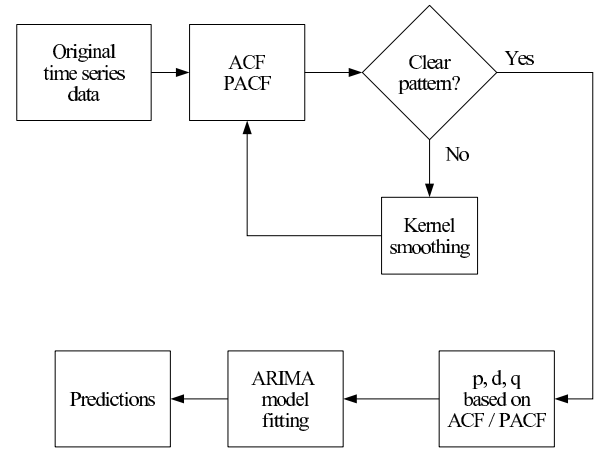 Original
time series
data
ACF
PACF
Clear
pattern?
Yes
No
Kernel
smoothing
p, d, q
based on
ACF / PACF
ARIMA
model
fitting
Predictions